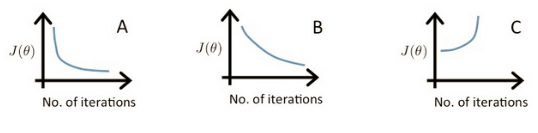 A
J(θ)
No. of iterations
B
J(θ)
No. of iterations
C
J(θ)
No. of iterations